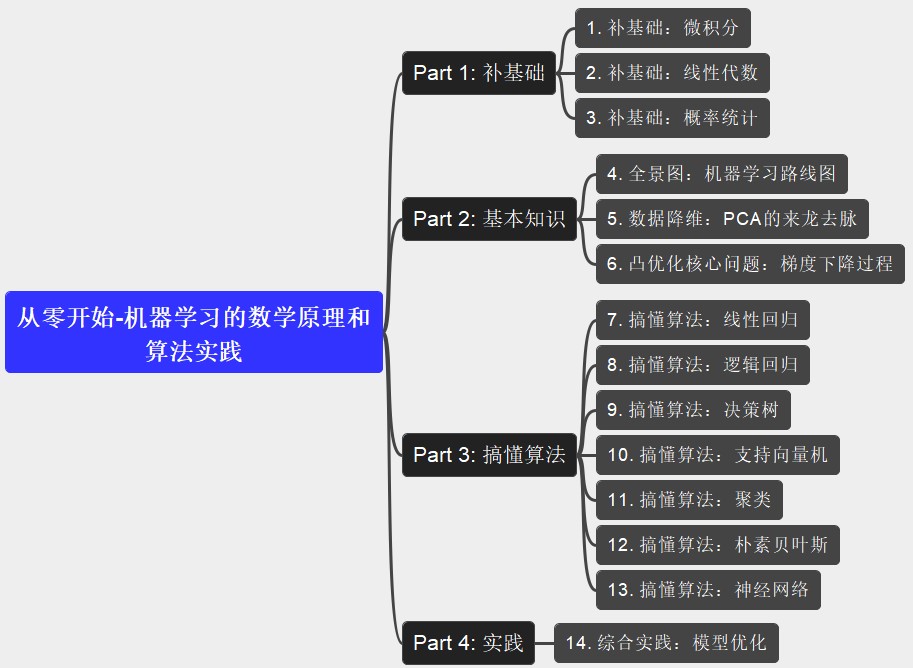 从零开始-机器学习的数学原理和
算法实践
Part 1: 补基础
1. 补基础：微积分
2. 补基础：线性代数
3. 补基础：概率统计
Part 2: 基本知识
4. 全景图：机器学习路线图
5. 数据降维：PCA的来龙去脉
6. 凸优化核心问题：梯度下降过程
Part 3: 搞懂算法
7. 搞懂算法：线性回归
8. 搞懂算法：逻辑回归
9. 搞懂算法：决策树
10. 搞懂算法：支持向量机
11. 搞懂算法：聚类
12. 搞懂算法：朴素贝叶斯
13. 搞懂算法：神经网络
Part 4: 实践
14. 综合实践：模型优化